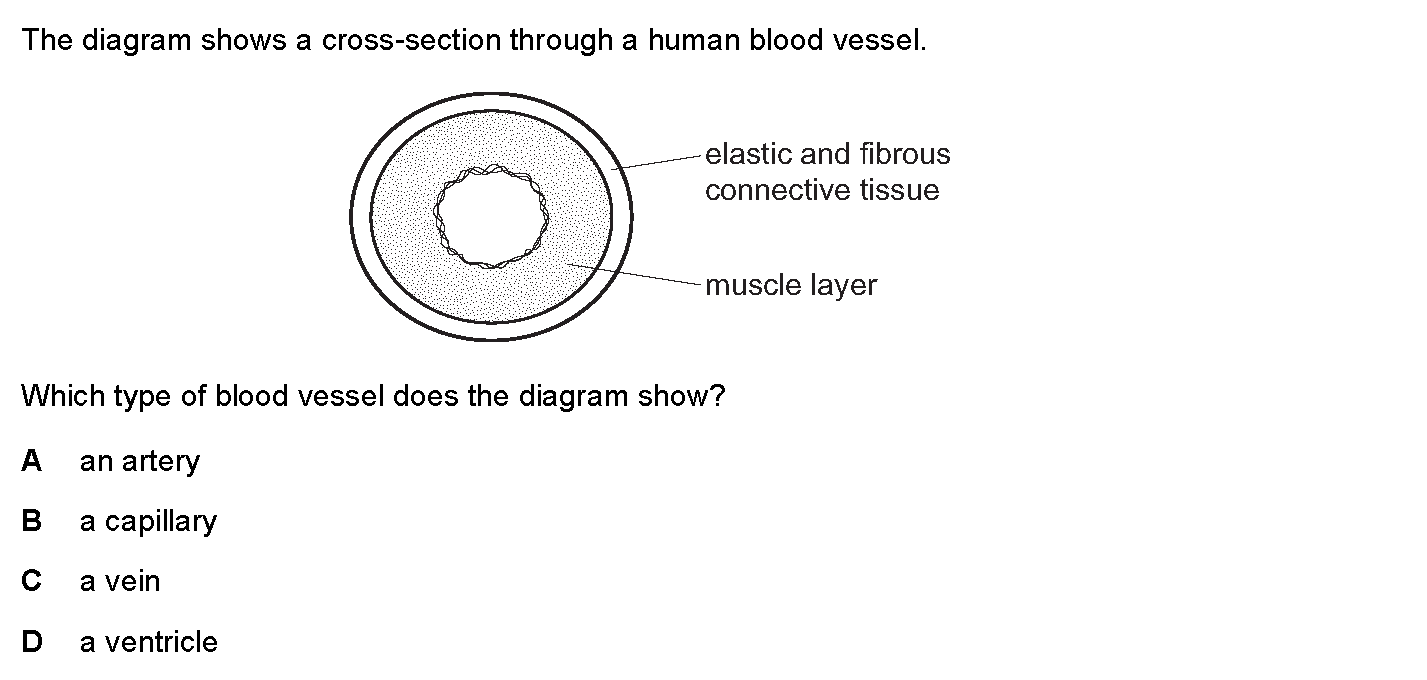 The diagram shows a cross-section through a human blood vessel.
elastic and fibrous
connective tissue
muscle layer
Which type of blood vessel does the diagram show?
A an artery
B a capillary
C a vein
D a ventricle